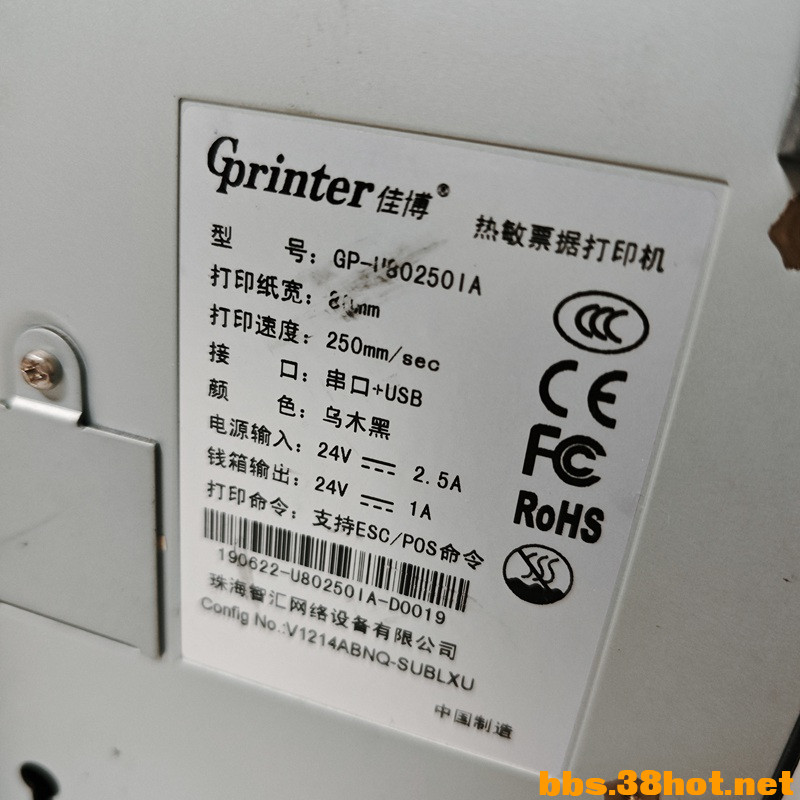 Gprinter 佳博®
热敏票据打印机
型 号: GP-U80250IA
打印纸宽: 80mm
打印速度: 250mm/sec
接 口: 串口+USB
颜 色: 乌木黑
电源输入: 24V 2.5A
钱箱输出: 24V 1A
打印命令: 支持ESC/POS命令
CCC
CE
FC
RoHS
190622-U80250IA-D0019
珠海智汇网络设备有限公司
Config No.:V1214ABNQ-SUBLXU
中国制造
bbs.38hot.net